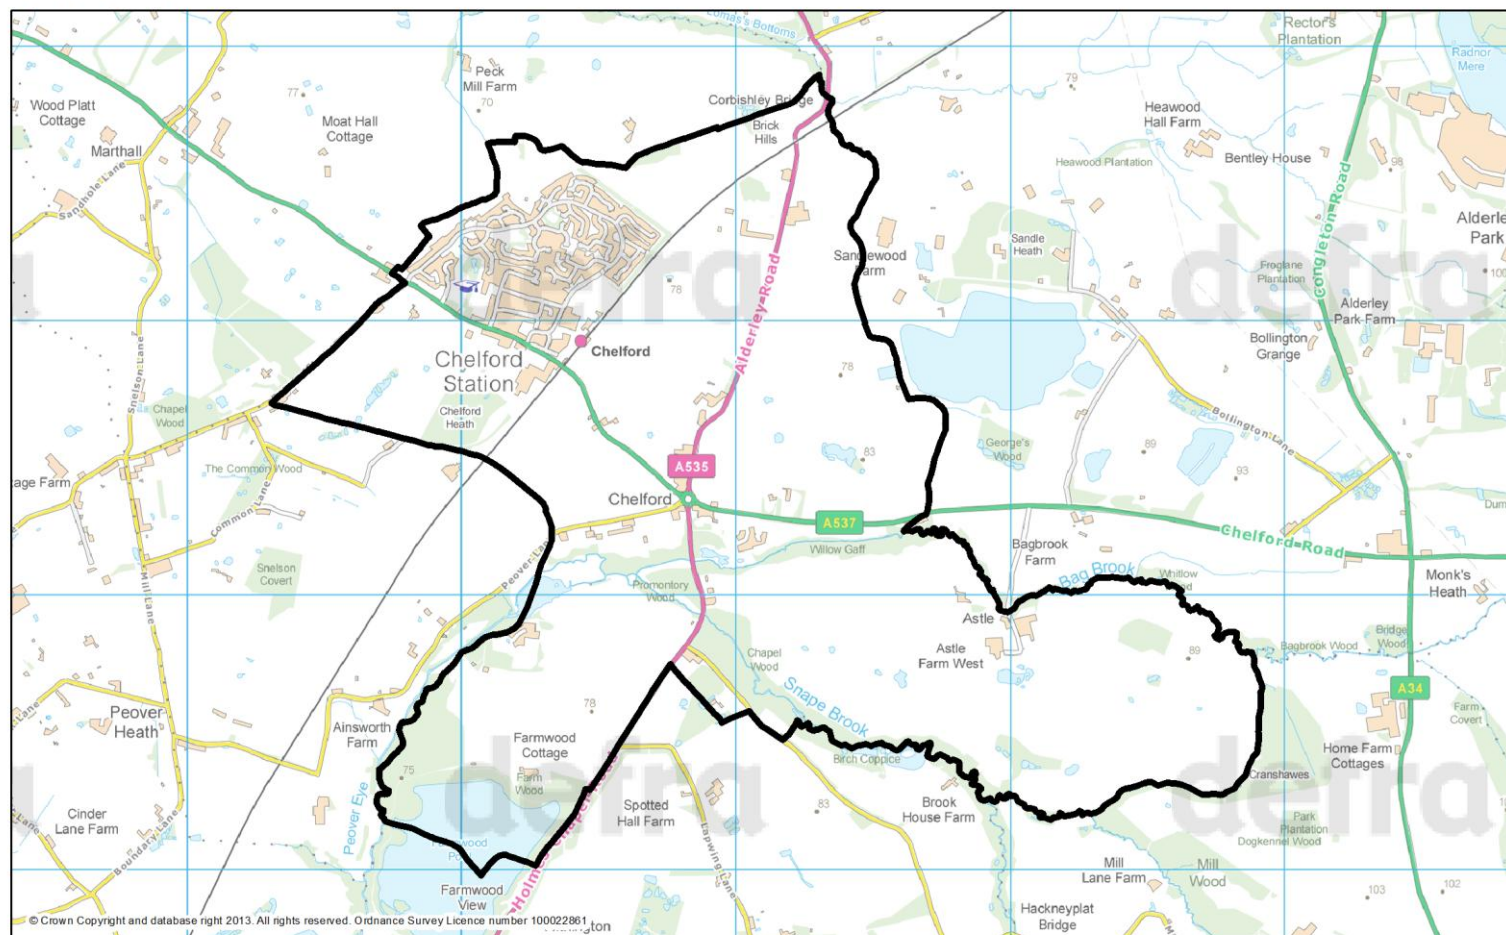 Lomas's Bottoms
Rector's
Plantation
Radnor
Mere
Peck
Mill Farm
77
70
79
Wood Platt
Cottage
Moat Hall
Cottage
Corbishley Bridge
Brick
Hills
Heawood
Hall Farm
Marthall
Heawood Plantation
Bentley House
98
Sandhole Lane
Congleton Road
Alderle
Park
Sandlewood
Farm
Sandle
Heath
defra
defra
a
Froglane
Plantation
100
78
Alderley Road
Alderley
Park Farm
Chelford
Station
Chelford
Bollington
Grange
78
Snelson Lane
Chapel
Wood
Chelford
Heath
Bollington Lane
The Common Wood
83
George's
Wood
89
93
age Farm
A535
Chelford
Common Lane
A537
Chelford Road
Willow Gaff
Bagbrook
Farm
Snelson
Covert
Peover Lane
Bag Brook
Monk's
Heath
Mill Lane
Promontory
Wood
Astle
Astle
Farm West
89
Bagbrook Wood
Bridge
Wood
Chapel
Wood
Snape Brook
A34
Peover
Heath
Ainsworth
Farm
78
Farm
Covert
Farmwood
Cottage
Home Farm
Cottages
75
Farm
Wood
Birch Coppice
Cranshawes
a
defra
defra
Cinder
Lane Farm
Peover Eye
Spotted
Hall Farm
83
Brook
House Farm
Park
Plantation
Dogkennel Wood
Boundary Lane
Lapwing Lane
Mill
Lane Farm
Mill
Wood
Farmwood
View
103
102
Hackneyplat
Bridge
© Crown Copyright and database right 2013. All rights reserved. Ordnance Survey Licence number 100022861